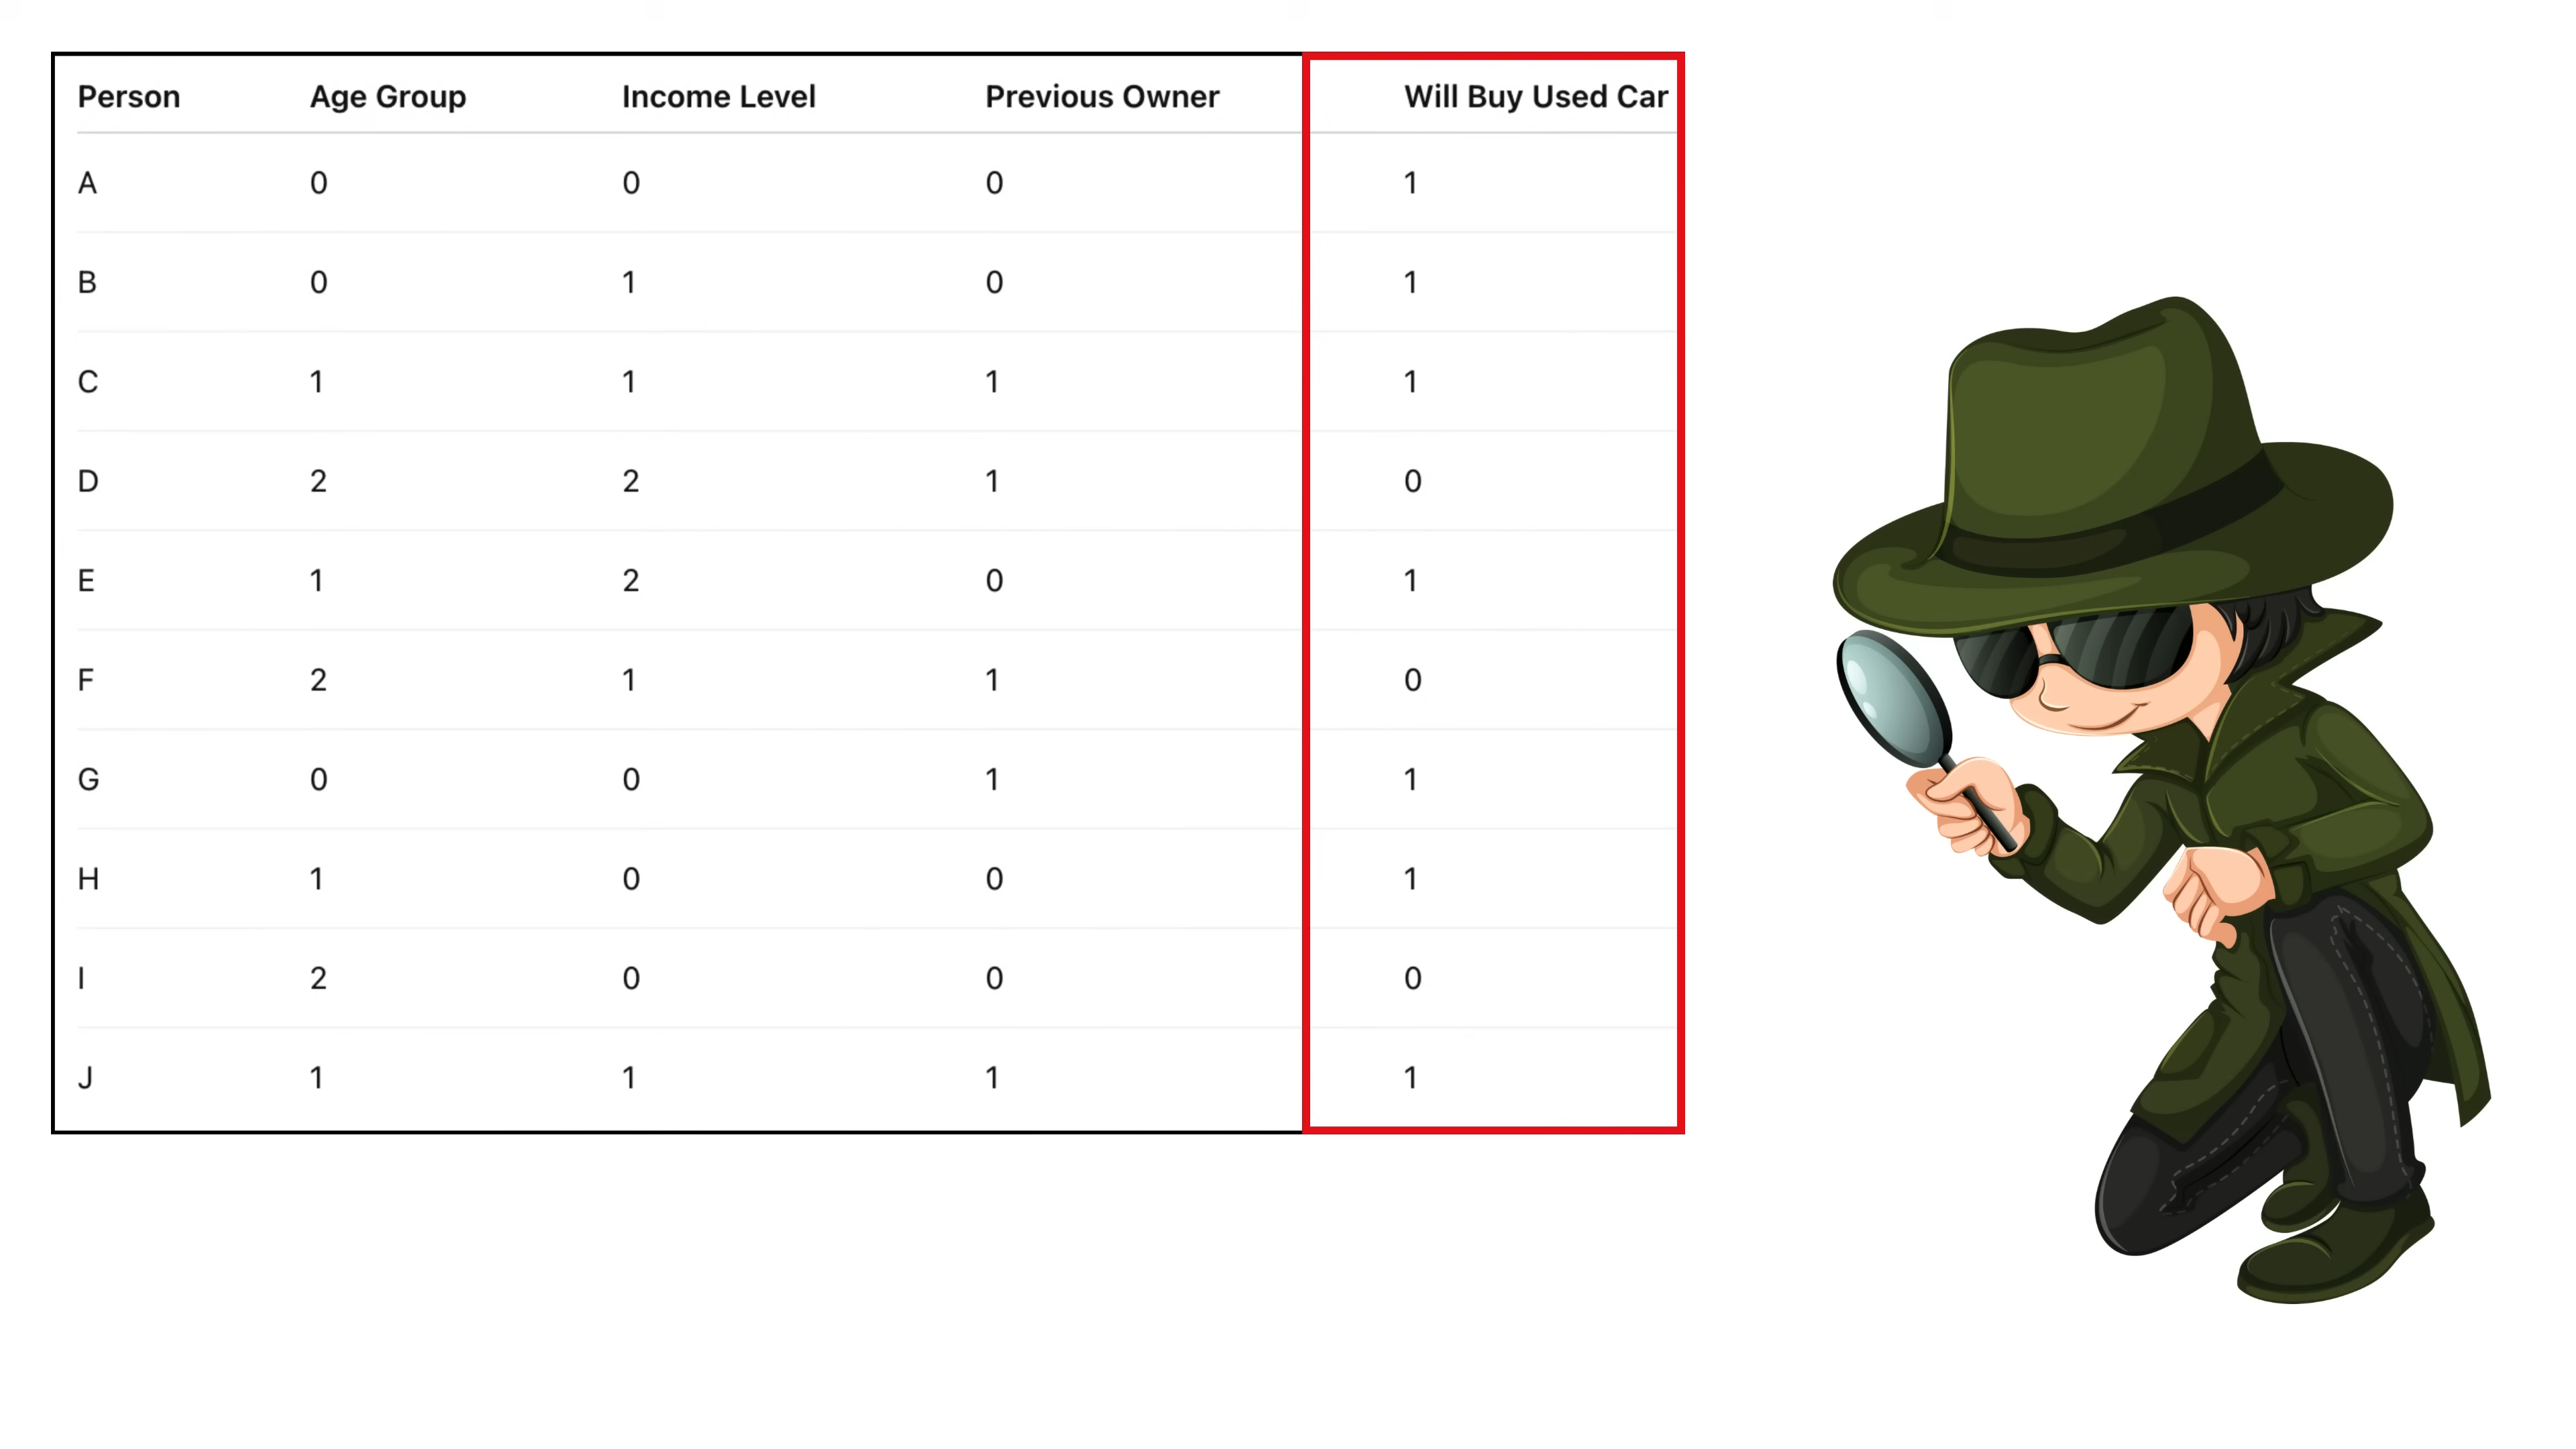 Person Age Group Income Level Previous Owner Will Buy Used Car
A 0 0 0 1
B 0 1 0 1
C 1 1 1 1
D 2 2 1 0
E 1 2 0 1
F 2 1 1 0
G 0 0 1 1
H 1 0 0 1
I 2 0 0 0
J 1 1 1 1